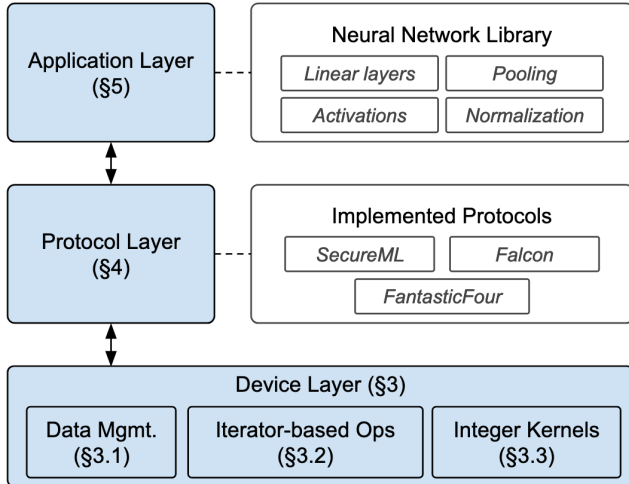 Application Layer
(§5)
Neural Network Library
Linear layers
Pooling
Activations
Normalization
Protocol Layer
(§4)
Implemented Protocols
SecureML
Falcon
FantasticFour
Device Layer (§3)
Data Mgmt.
(§3.1)
Iterator-based Ops
(§3.2)
Integer Kernels
(§3.3)